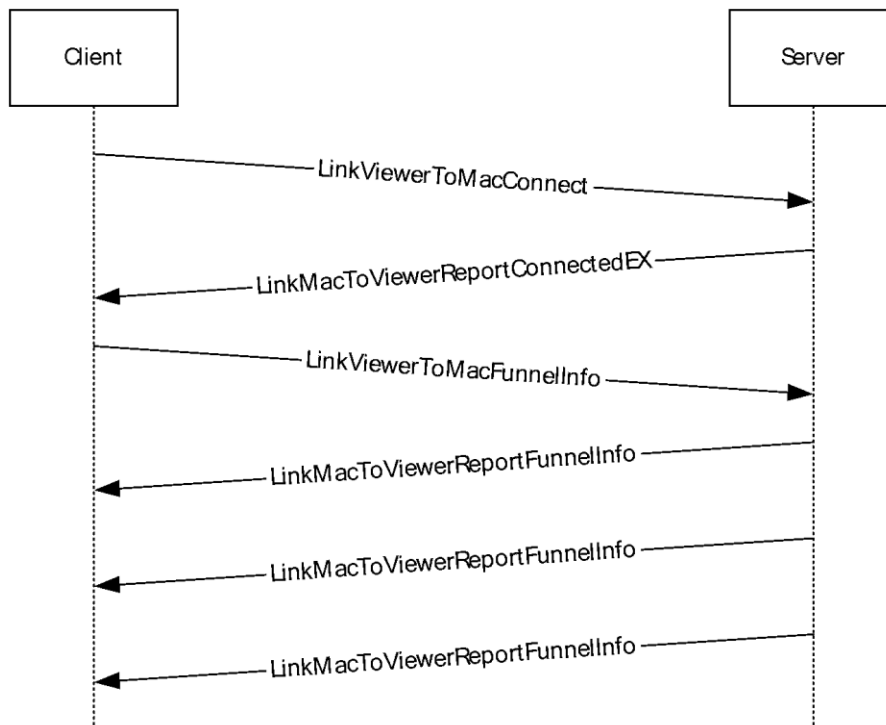 Client
Server
LinkViewerToMacConnect
LinkMacToViewerReportConnectedEX
LinkViewerToMacFunnelInfo
LinkMacToViewerReportFunnelInfo
LinkMacToViewerReportFunnelInfo
LinkMacToViewerReportFunnelInfo